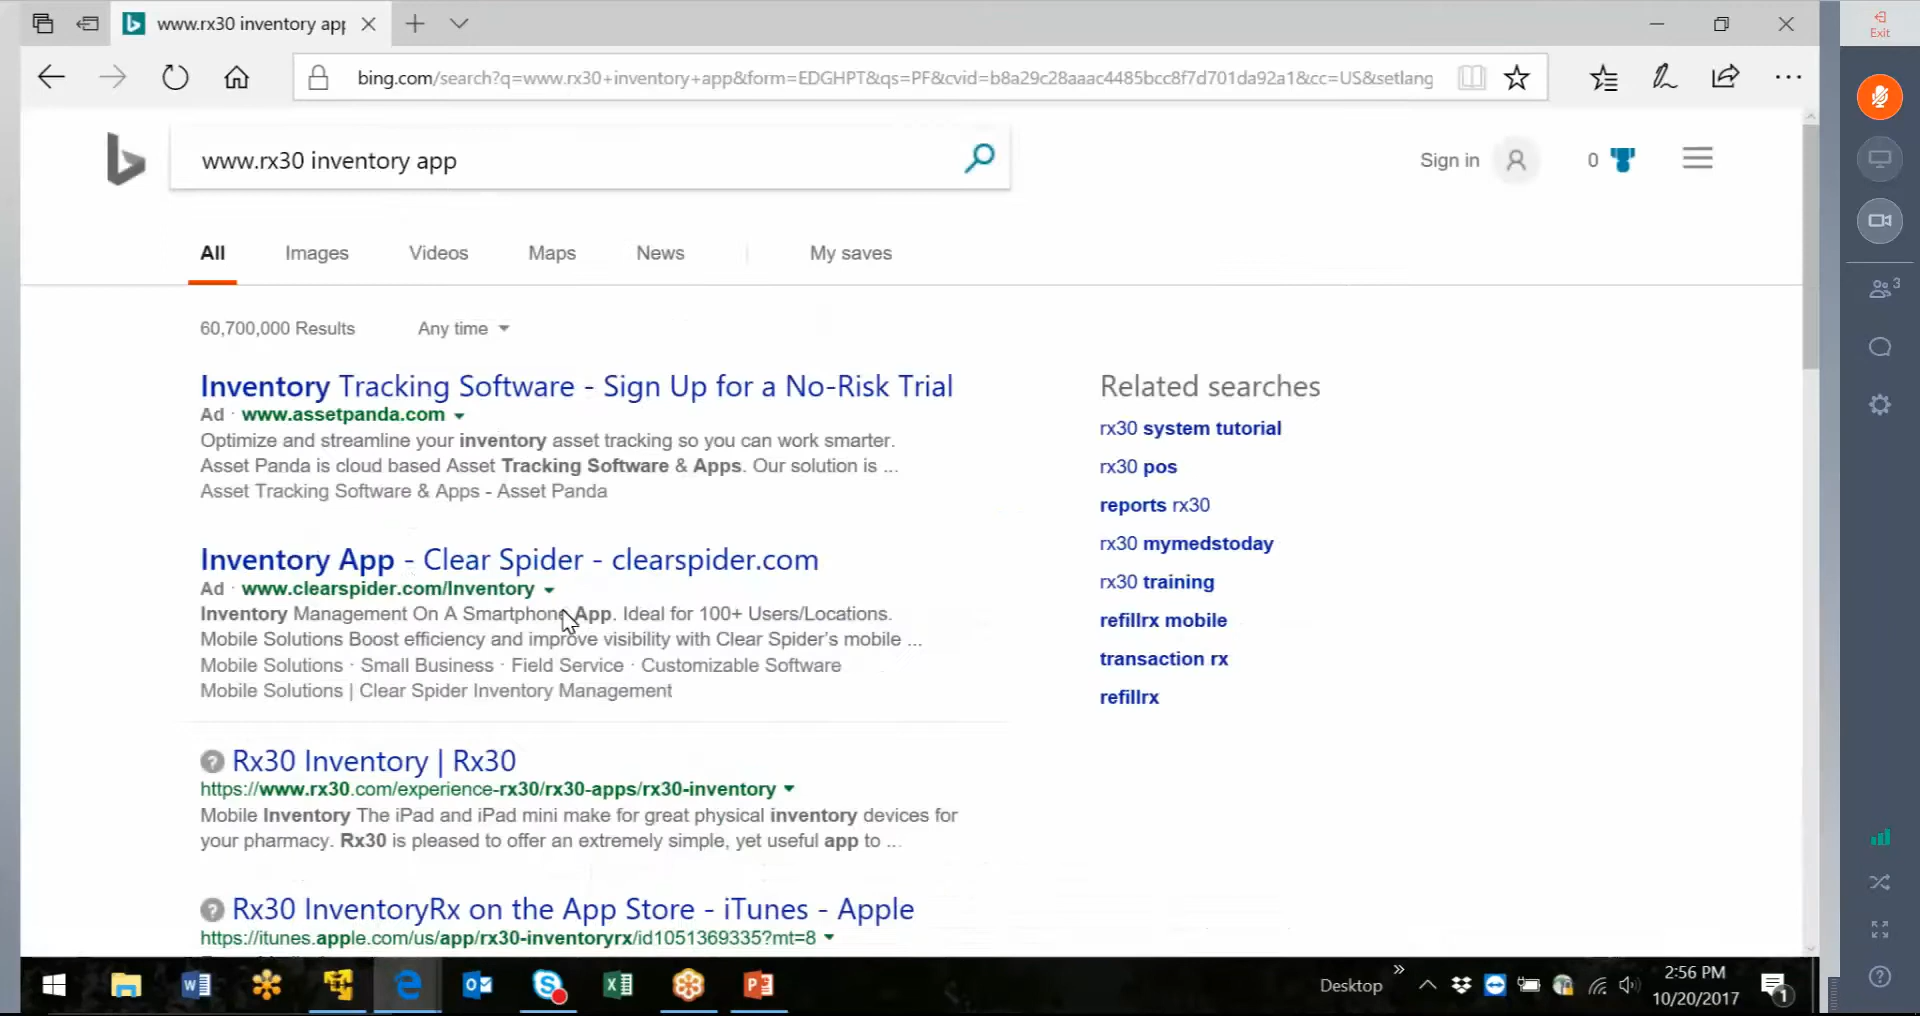 www.rx30 inventory app
Exit
bing.com/search?q=www.rx30+inventory+app&form=EDGHPT&qs=PF&cvid=b8a29c28aaac4485bcc8f7d701da92a1&cc=US&setlang
www.rx30 inventory app
Sign in
0
All
Images
Videos
Maps
News
My saves
60,700,000 Results
Any time
Inventory Tracking Software - Sign Up for a No-Risk Trial
Ad · www.assetpanda.com
Optimize and streamline your inventory asset tracking so you can work smarter.
Asset Panda is cloud based Asset Tracking Software & Apps. Our solution is ...
Asset Tracking Software & Apps - Asset Panda
Inventory App - Clear Spider - clearspider.com
Ad · www.clearspider.com/Inventory
Inventory Management On A Smartphone App. Ideal for 100+ Users/Locations.
Mobile Solutions Boost efficiency and improve visibility with Clear Spider's mobile ...
Mobile Solutions · Small Business · Field Service · Customizable Software
Mobile Solutions | Clear Spider Inventory Management
Rx30 Inventory | Rx30
https://www.rx30.com/experience-rx30/rx30-apps/rx30-inventory
Mobile Inventory The iPad and iPad mini make for great physical inventory devices for
your pharmacy. Rx30 is pleased to offer an extremely simple, yet useful app to ...
Rx30 InventoryRx on the App Store - iTunes - Apple
https://itunes.apple.com/us/app/rx30-inventoryrx/id1051369335?mt=8
Related searches
rx30 system tutorial
rx30 pos
reports rx30
rx30 mymedstoday
rx30 training
refillrx mobile
transaction rx
refillrx
3
Desktop
2:56 PM
10/20/2017
1